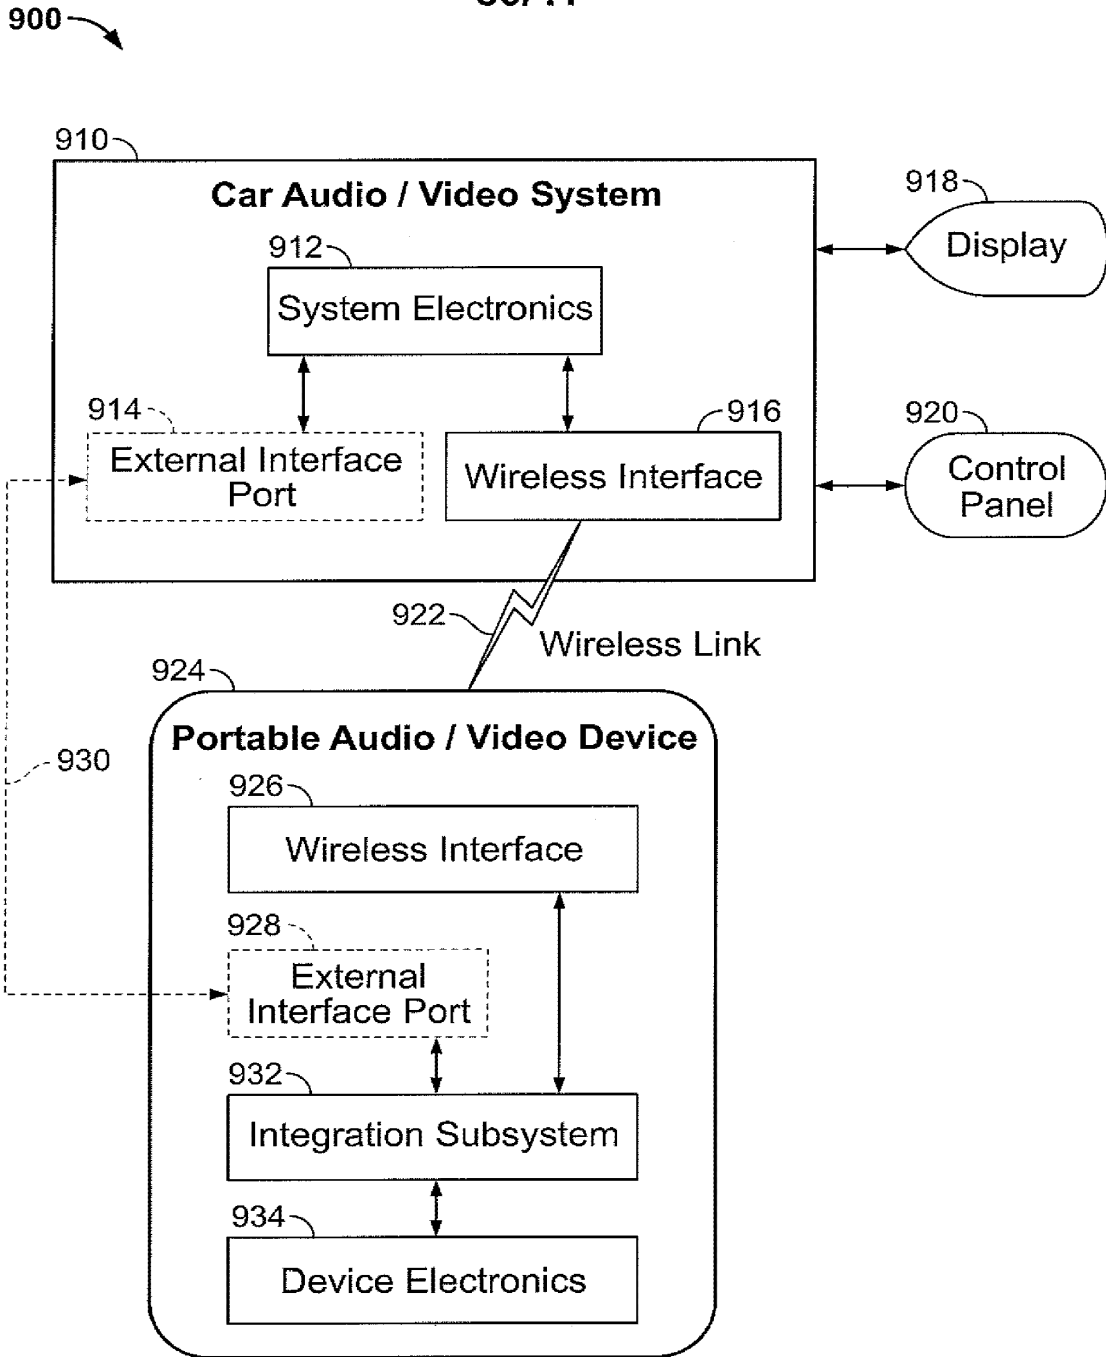 900
910
Car Audio / Video System
918
Display
912
System Electronics
914
External Interface
Port
916
Wireless Interface
920
Control
Panel
922
Wireless Link
924
Portable Audio / Video Device
930
926
Wireless Interface
928
External
Interface Port
932
Integration Subsystem
934
Device Electronics